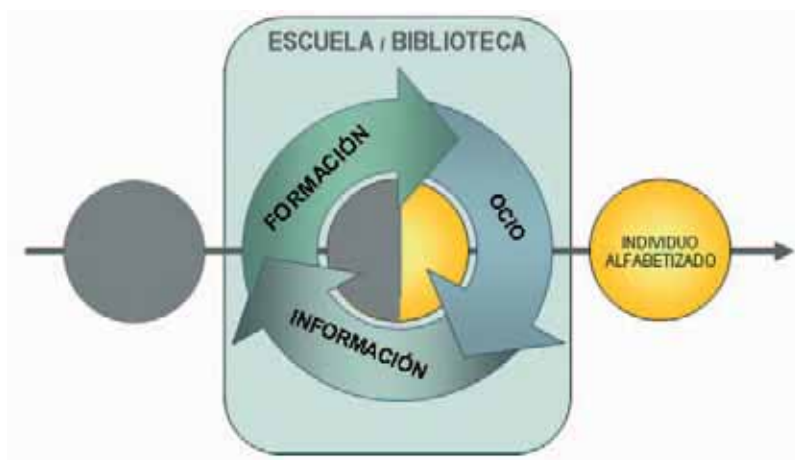 ESCUELA / BIBLIOTECA
FORMACIÓN
OCIO
INFORMACIÓN
INDIVIDUO
ALFABETIZADO